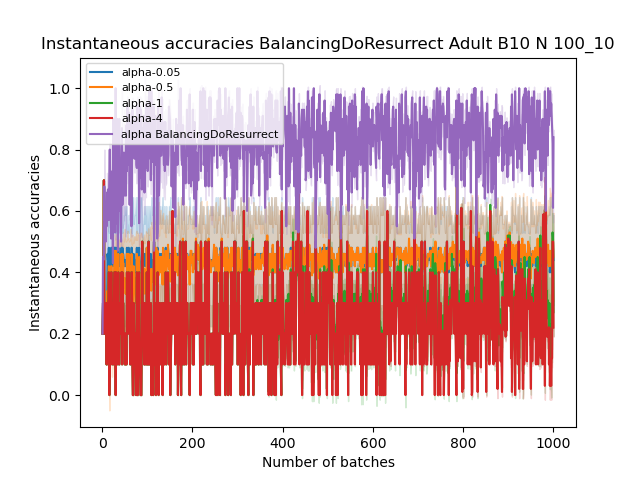 Instantaneous accuracies BalancingDoResurrect Adult B10 N 100_10
alpha-0.05
alpha-0.5
alpha-1
alpha-4
alpha BalancingDoResurrect
1.0
0.8
0.6
0.4
0.2
0.0
Instantaneous accuracies
0 200 400 600 800 1000
Number of batches